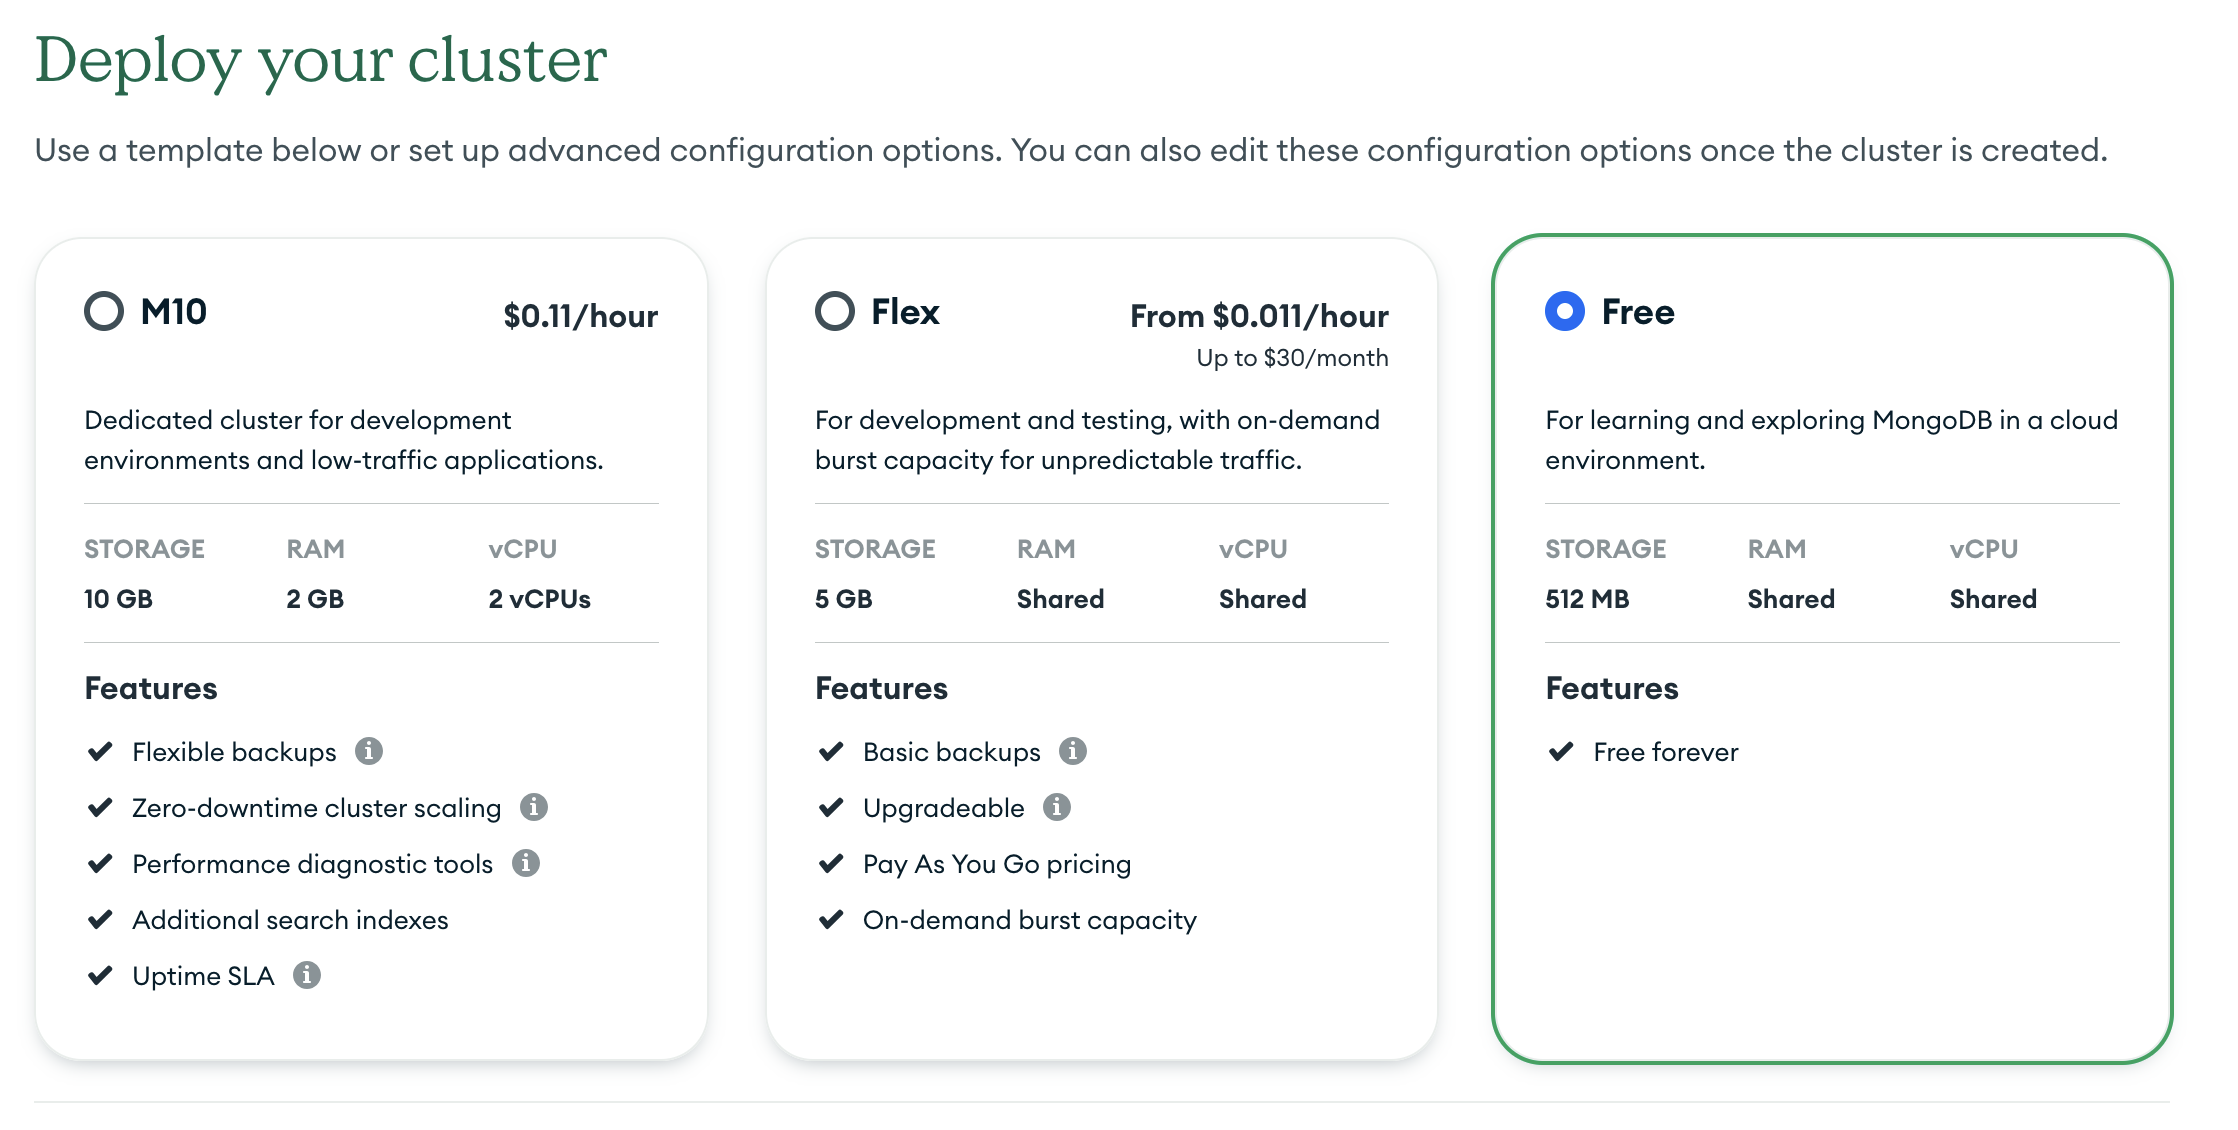 Deploy your cluster
Use a template below or set up advanced configuration options. You can also edit these configuration options once the cluster is created.
M10
$0.11/hour
Dedicated cluster for development
environments and low-traffic applications.
STORAGE RAM vCPU
10 GB 2 GB 2 vCPUs
Features
Flexible backups
Zero-downtime cluster scaling
Performance diagnostic tools
Additional search indexes
Uptime SLA
Flex
From $0.011/hour
Up to $30/month
For development and testing, with on-demand
burst capacity for unpredictable traffic.
STORAGE RAM vCPU
5 GB Shared Shared
Features
Basic backups
Upgradeable
Pay As You Go pricing
On-demand burst capacity
Free
For learning and exploring MongoDB in a cloud
environment.
STORAGE RAM vCPU
512 MB Shared Shared
Features
Free forever